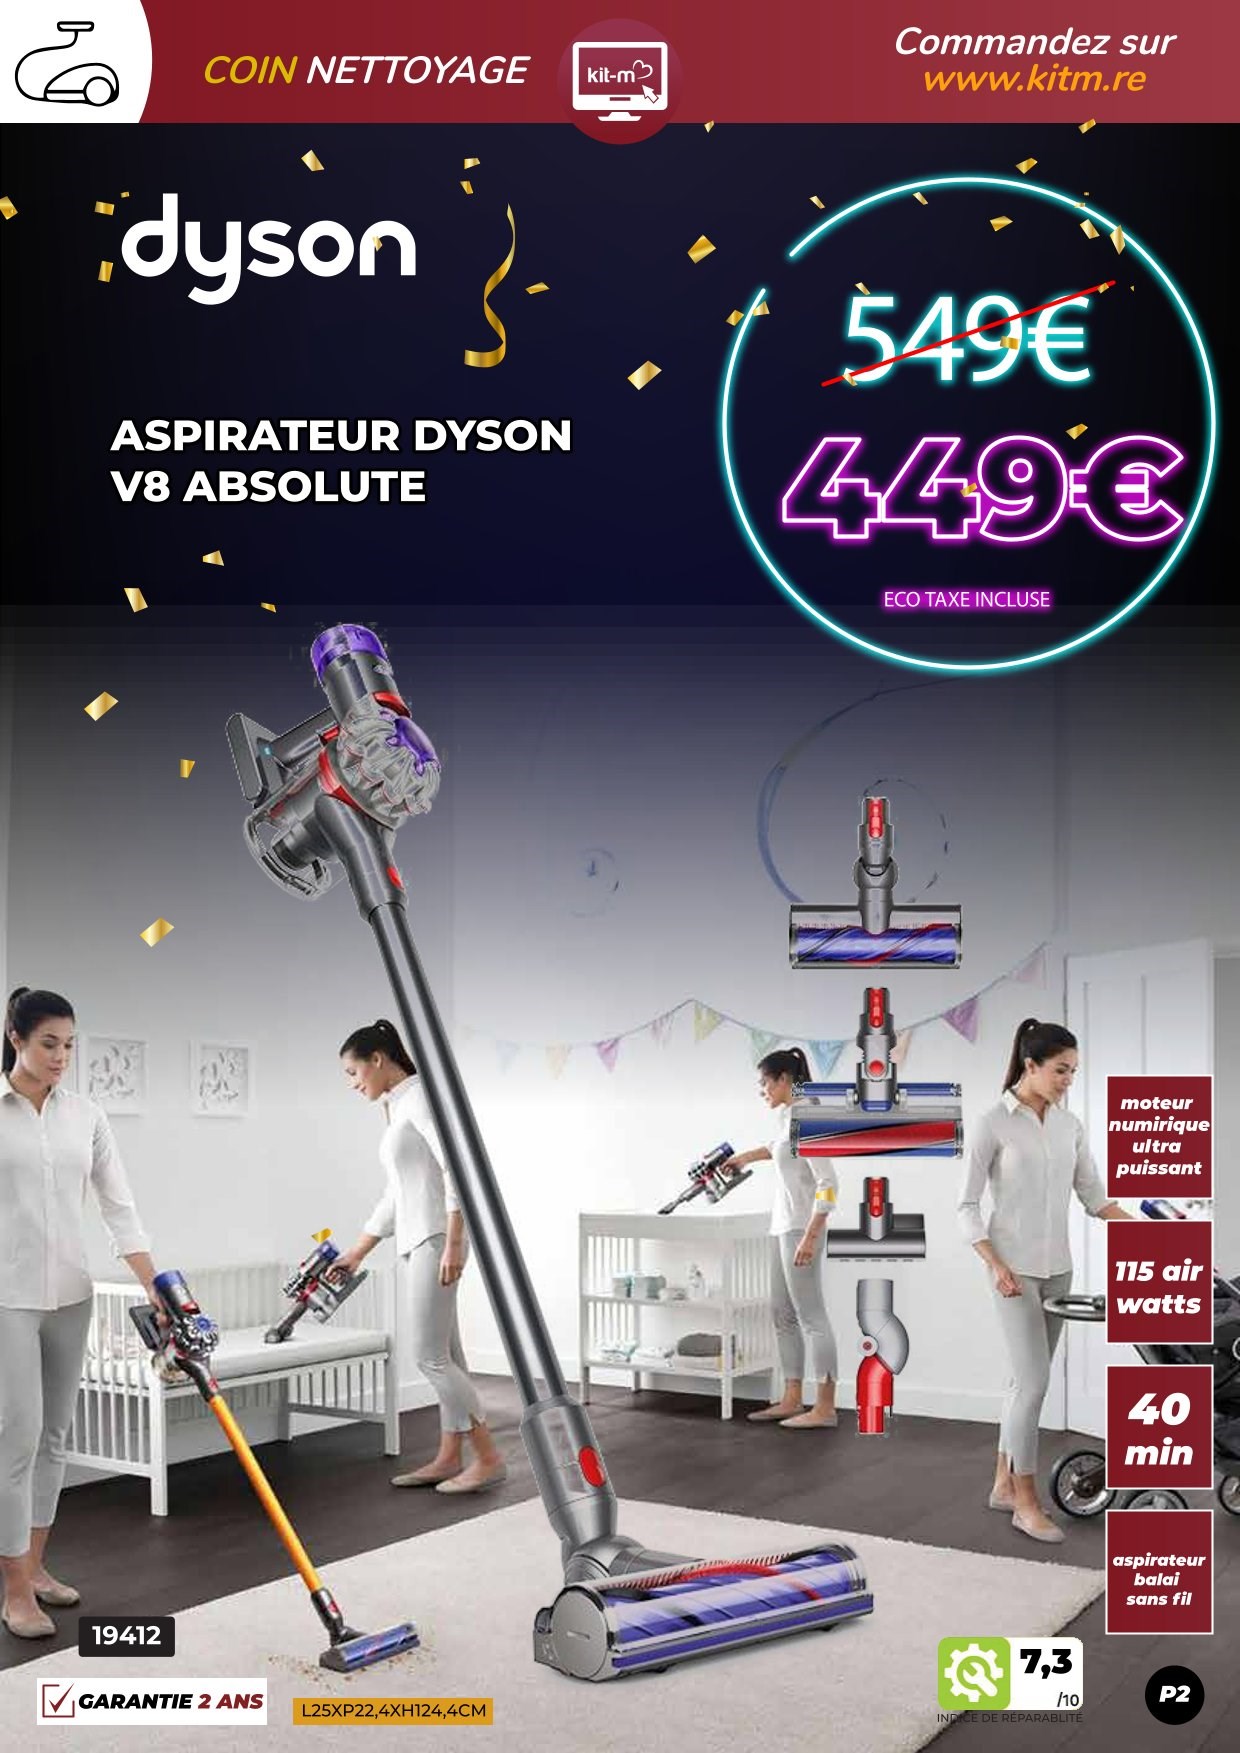 COIN NETTOYAGE
kit-m
Commandez sur
www.kitm.re
dyson
549€
ASPIRATEUR DYSON
V8 ABSOLUTE
449€
ECO TAXE INCLUSE
moteur
numirique
ultra
puissant
115 air
watts
40
min
aspirateur
balai
sans fil
19412
GARANTIE 2 ANS
L25XP22,4XH124,4CM
7,3
/10
INDICE DE RÉPARABLITÉ
P2